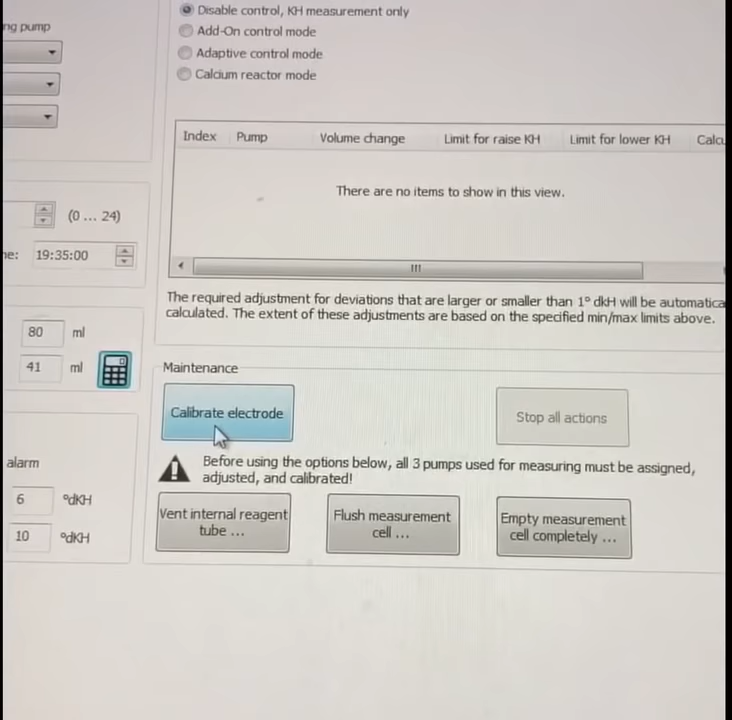 Disable control, KH measurement only
ng pump
Add-On control mode
Adaptive control mode
Calcium reactor mode
Index Pump Volume change Limit for raise KH Limit for lower KH Calcu
There are no items to show in this view.
(0 ... 24)
ne: 19:35:00
The required adjustment for deviations that are larger or smaller than 1° dkH will be automatica
calculated. The extent of these adjustments are based on the specified min/max limits above.
80 ml
41 ml
Maintenance
Calibrate electrode
Stop all actions
alarm
Before using the options below, all 3 pumps used for measuring must be assigned,
adjusted, and calibrated!
6 °dKH
10 °dKH
Vent internal reagent
tube ...
Flush measurement
cell ...
Empty measurement
cell completely ...